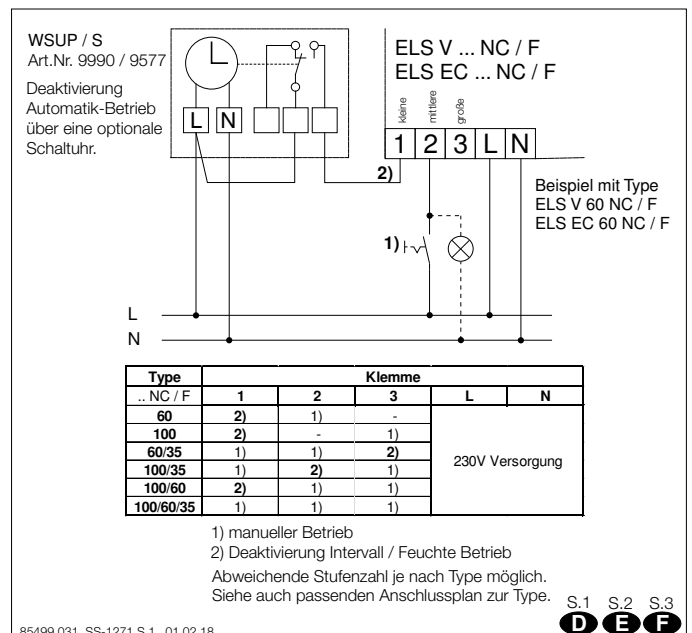 WSUP / S
Art.Nr. 9990 / 9577
Deaktivierung
Automatik-Betrieb
über eine optionale
Schaltuhr.
L N
ELS V ... NC / F
ELS EC ... NC / F
kleine mittlere große
1 2 3 L N
2)
Beispiel mit Type
ELS V 60 NC / F
ELS EC 60 NC / F
1)
L
N
Type Klemme
.. NC / F 1 2 3 L N
60 2) 1) - 230V Versorgung
100 2) - 1)
60/35 1) 1) 2)
100/35 1) 2) 1)
100/60 2) 1) 1)
100/60/35 1) 1) 1)
1) manueller Betrieb
2) Deaktivierung Intervall / Feuchte Betrieb
Abweichende Stufenzahl je nach Type möglich.
Siehe auch passenden Anschlussplan zur Type.
S.1 S.2 S.3
D E F
85499.031 SS-1271 S.1 01.02.18